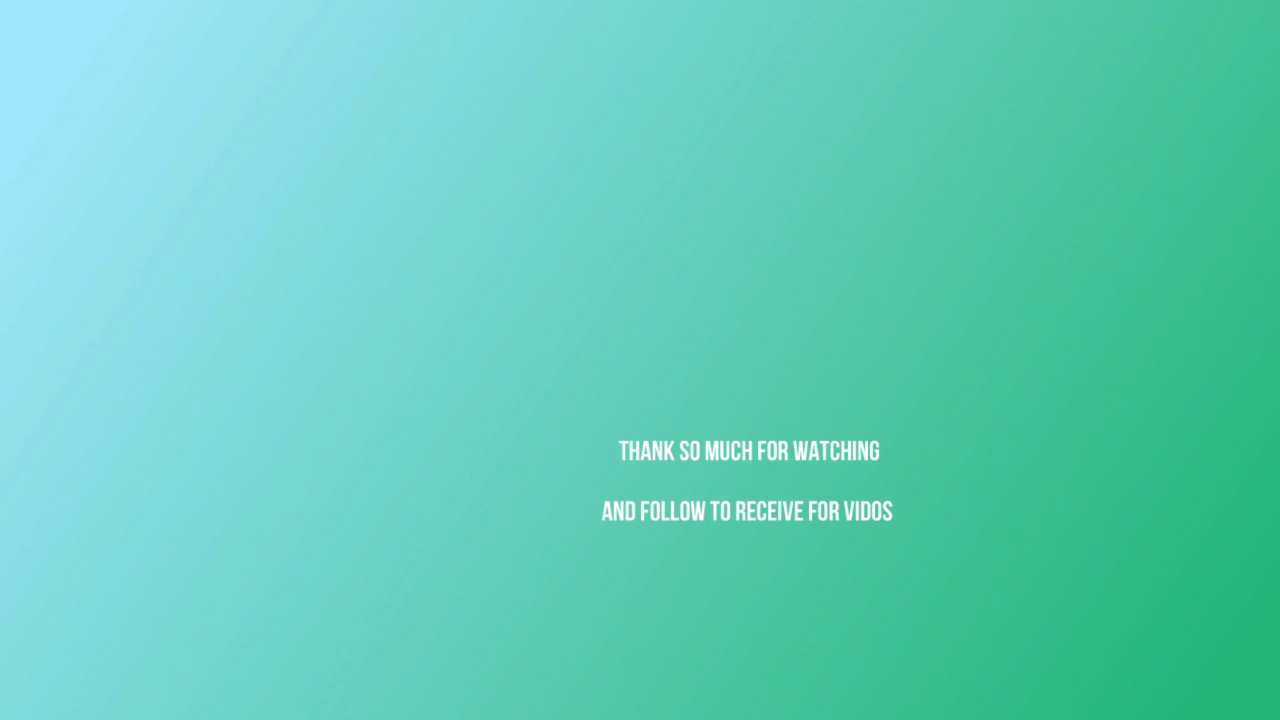 THANK SO MUCH FOR WATCHING
AND FOLLOW TO RECEIVE FOR VIDOS